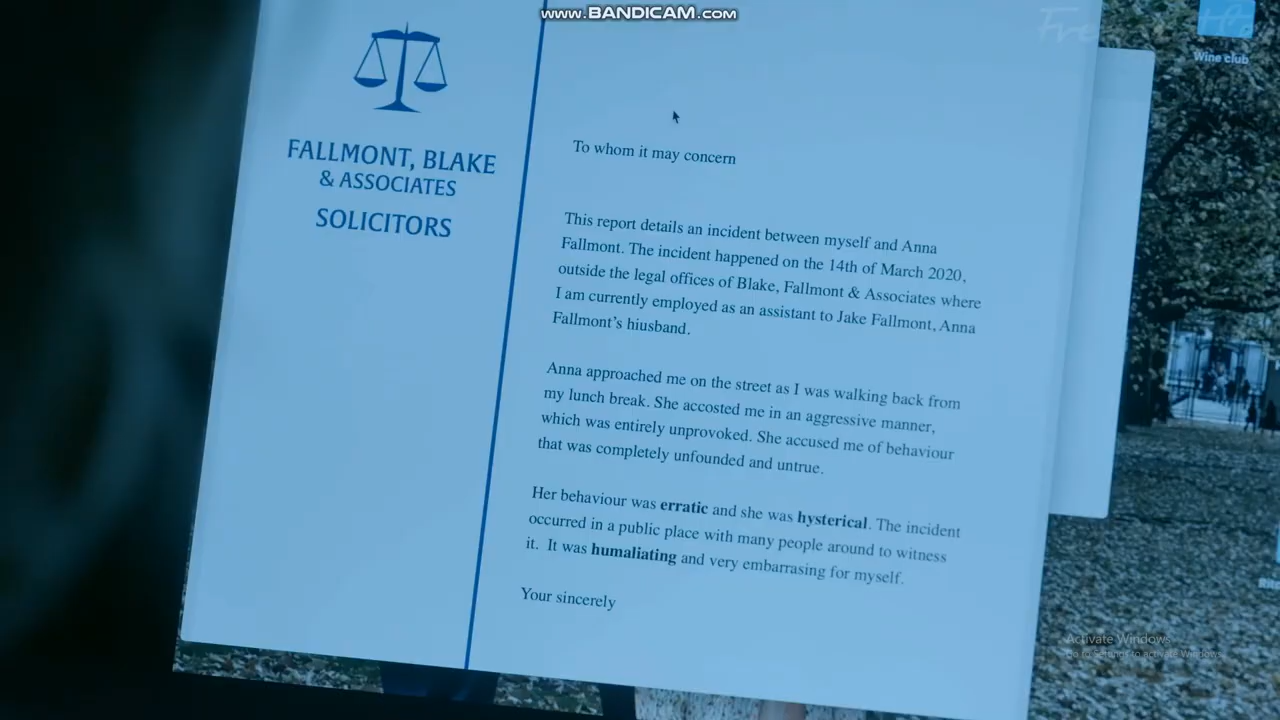 www.BANDICAM.com
Wine club
FALLMONT, BLAKE
& ASSOCIATES
SOLICITORS
To whom it may concern
This report details an incident between myself and Anna
Fallmont. The incident happened on the 14th of March 2020,
outside the legal offices of Blake, Fallmont & Associates where
I am currently employed as an assistant to Jake Fallmont, Anna
Fallmont's hiusband.
Anna approached me on the street as I was walking back from
my lunch break. She accosted me in an aggressive manner,
which was entirely unprovoked. She accused me of behaviour
that was completely unfounded and untrue.
Her behaviour was erratic and she was hysterical. The incident
occurred in a public place with many people around to witness
it. It was humaliating and very embarrasing for myself.
Your sincerely
Activate Windows
Go to Settings to activate Windows.